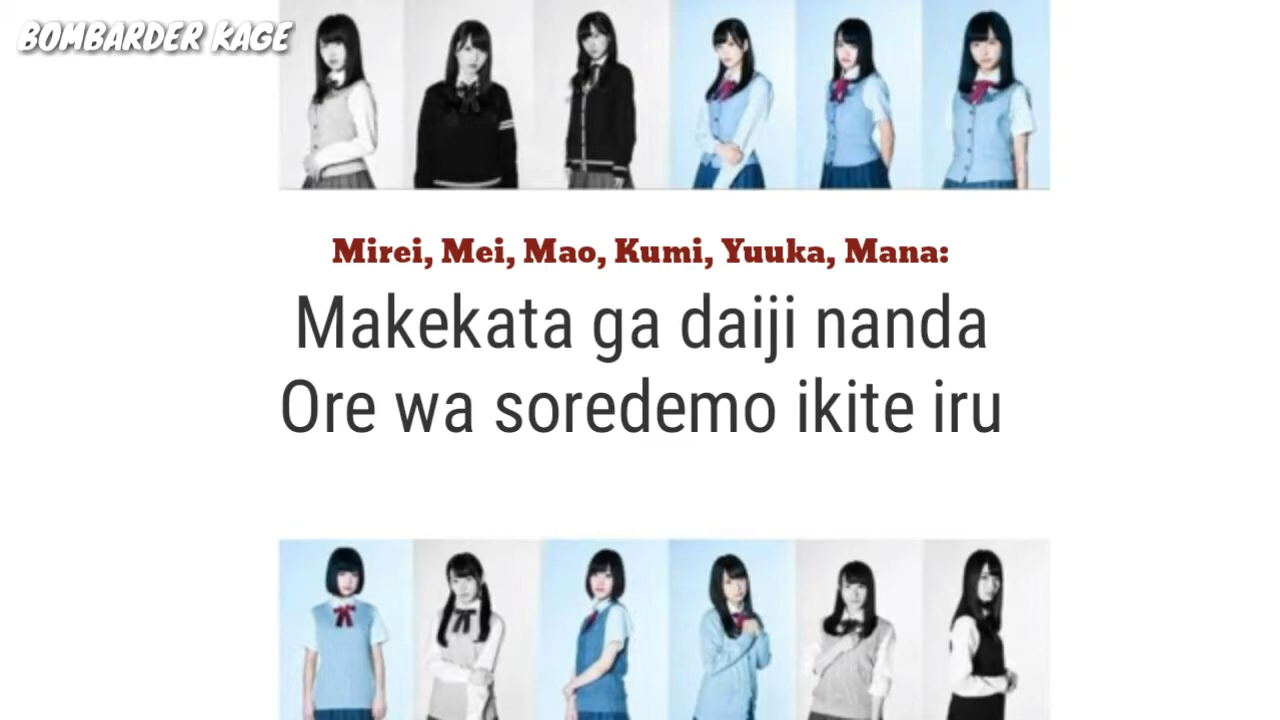 BOMBARDER KAGE
Mirei, Mei, Mao, Kumi, Yuuka, Mana:
Makekata ga daiji nanda
Ore wa soredemo ikite iru